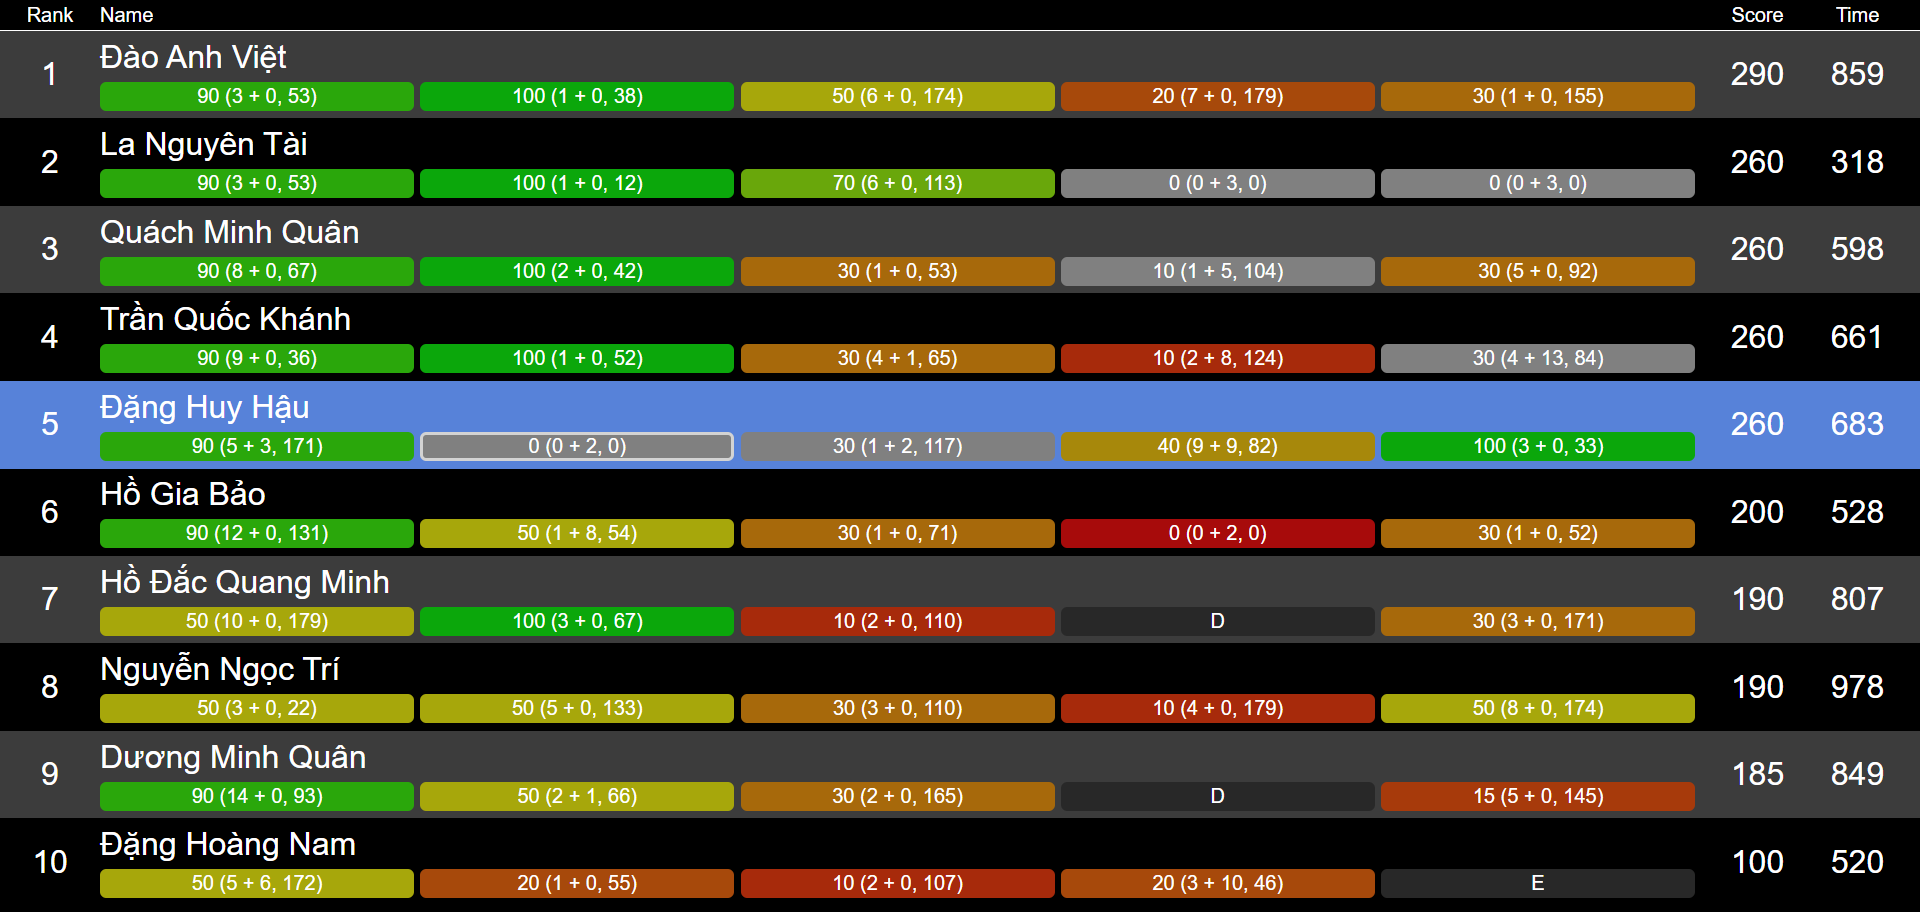 Rank Name Score Time
Đào Anh Việt
1 290 859
90 (3 + 0, 53) 100 (1 + 0, 38) 50 (6 + 0, 174) 20 (7 + 0, 179) 30 (1 + 0, 155)
La Nguyên Tài
2 260 318
90 (3 + 0, 53) 100 (1 + 0, 12) 70 (6 + 0, 113) 0 (0 + 3, 0) 0 (0 + 3, 0)
Quách Minh Quân
3 260 598
90 (8 + 0, 67) 100 (2 + 0, 42) 30 (1 + 0, 53) 10 (1 + 5, 104) 30 (5 + 0, 92)
Trần Quốc Khánh
4 260 661
90 (9 + 0, 36) 100 (1 + 0, 52) 30 (4 + 1, 65) 10 (2 + 8, 124) 30 (4 + 13, 84)
Đặng Huy Hậu
5 260 683
90 (5 + 3, 171) 0 (0 + 2, 0) 30 (1 + 2, 117) 40 (9 + 9, 82) 100 (3 + 0, 33)
Hồ Gia Bảo
6 200 528
90 (12 + 0, 131) 50 (1 + 8, 54) 30 (1 + 0, 71) 0 (0 + 2, 0) 30 (1 + 0, 52)
Hồ Đắc Quang Minh
7 190 807
50 (10 + 0, 179) 100 (3 + 0, 67) 10 (2 + 0, 110) D 30 (3 + 0, 171)
Nguyễn Ngọc Trí
8 190 978
50 (3 + 0, 22) 50 (5 + 0, 133) 30 (3 + 0, 110) 10 (4 + 0, 179) 50 (8 + 0, 174)
Dương Minh Quân
9 185 849
90 (14 + 0, 93) 50 (2 + 1, 66) 30 (2 + 0, 165) D 15 (5 + 0, 145)
Đặng Hoàng Nam
10 100 520
50 (5 + 6, 172) 20 (1 + 0, 55) 10 (2 + 0, 107) 20 (3 + 10, 46) E